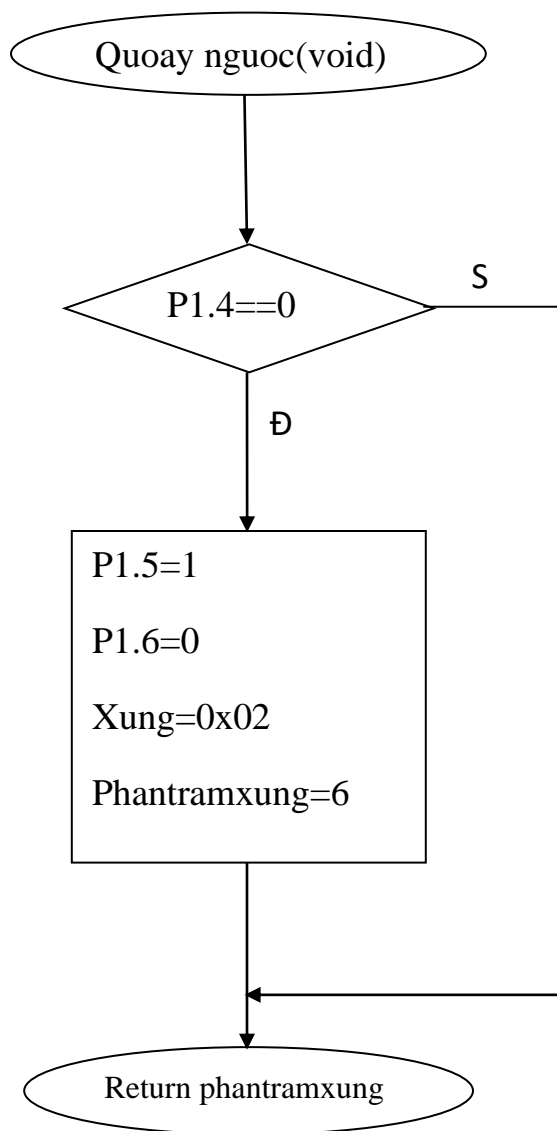 Quoay nguoc(void)
P1.4==0
S
Đ
P1.5=1
P1.6=0
Xung=0x02
Phantramxung=6
Return phantramxung